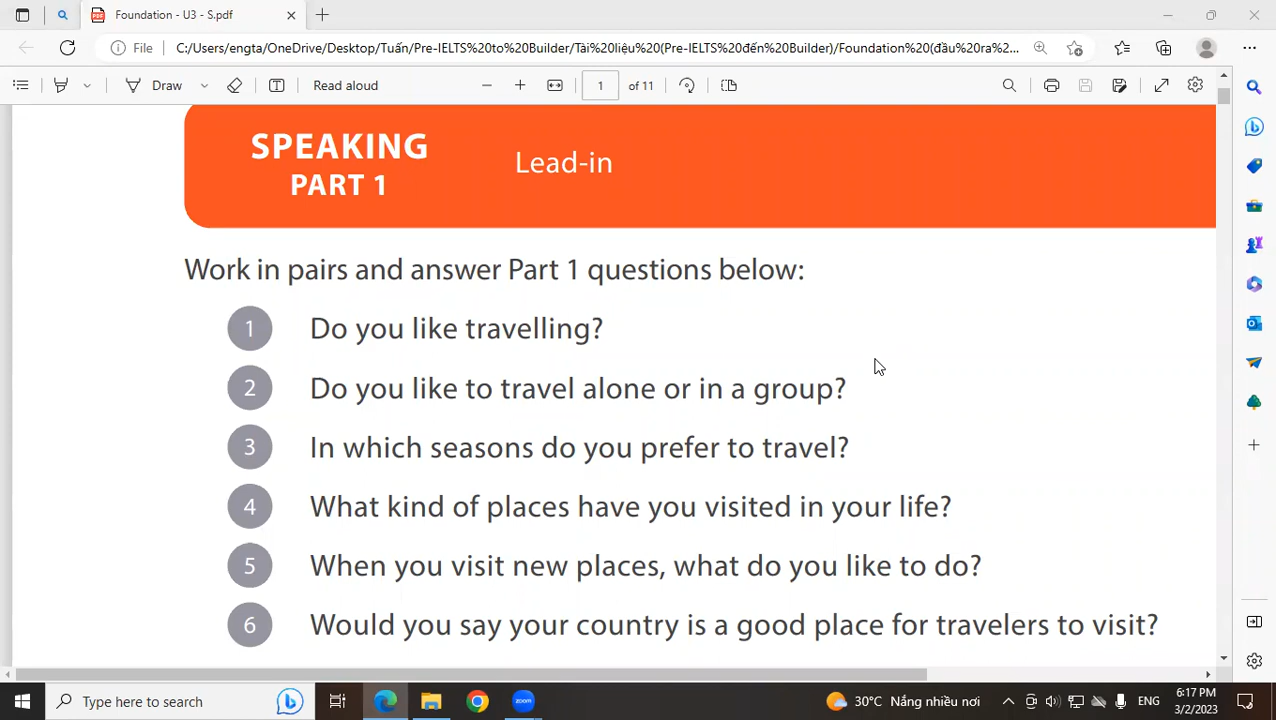 Foundation - U3 - S.pdf
File
C:/Users/engta/OneDrive/Desktop/Tuấn/Pre-IELTS%20to%20Builder/Tài%20liệu%20(Pre-IELTS%20đến%20Builder)/Foundation%20(đầu%20ra%2...
Draw
Read aloud
1
of 11
SPEAKING
PART 1
Lead-in
Work in pairs and answer Part 1 questions below:
1 Do you like travelling?
2 Do you like to travel alone or in a group?
3 In which seasons do you prefer to travel?
4 What kind of places have you visited in your life?
5 When you visit new places, what do you like to do?
6 Would you say your country is a good place for travelers to visit?
Type here to search
zoom
30°C Nắng nhiều nơi
ENG
6:17 PM
3/2/2023